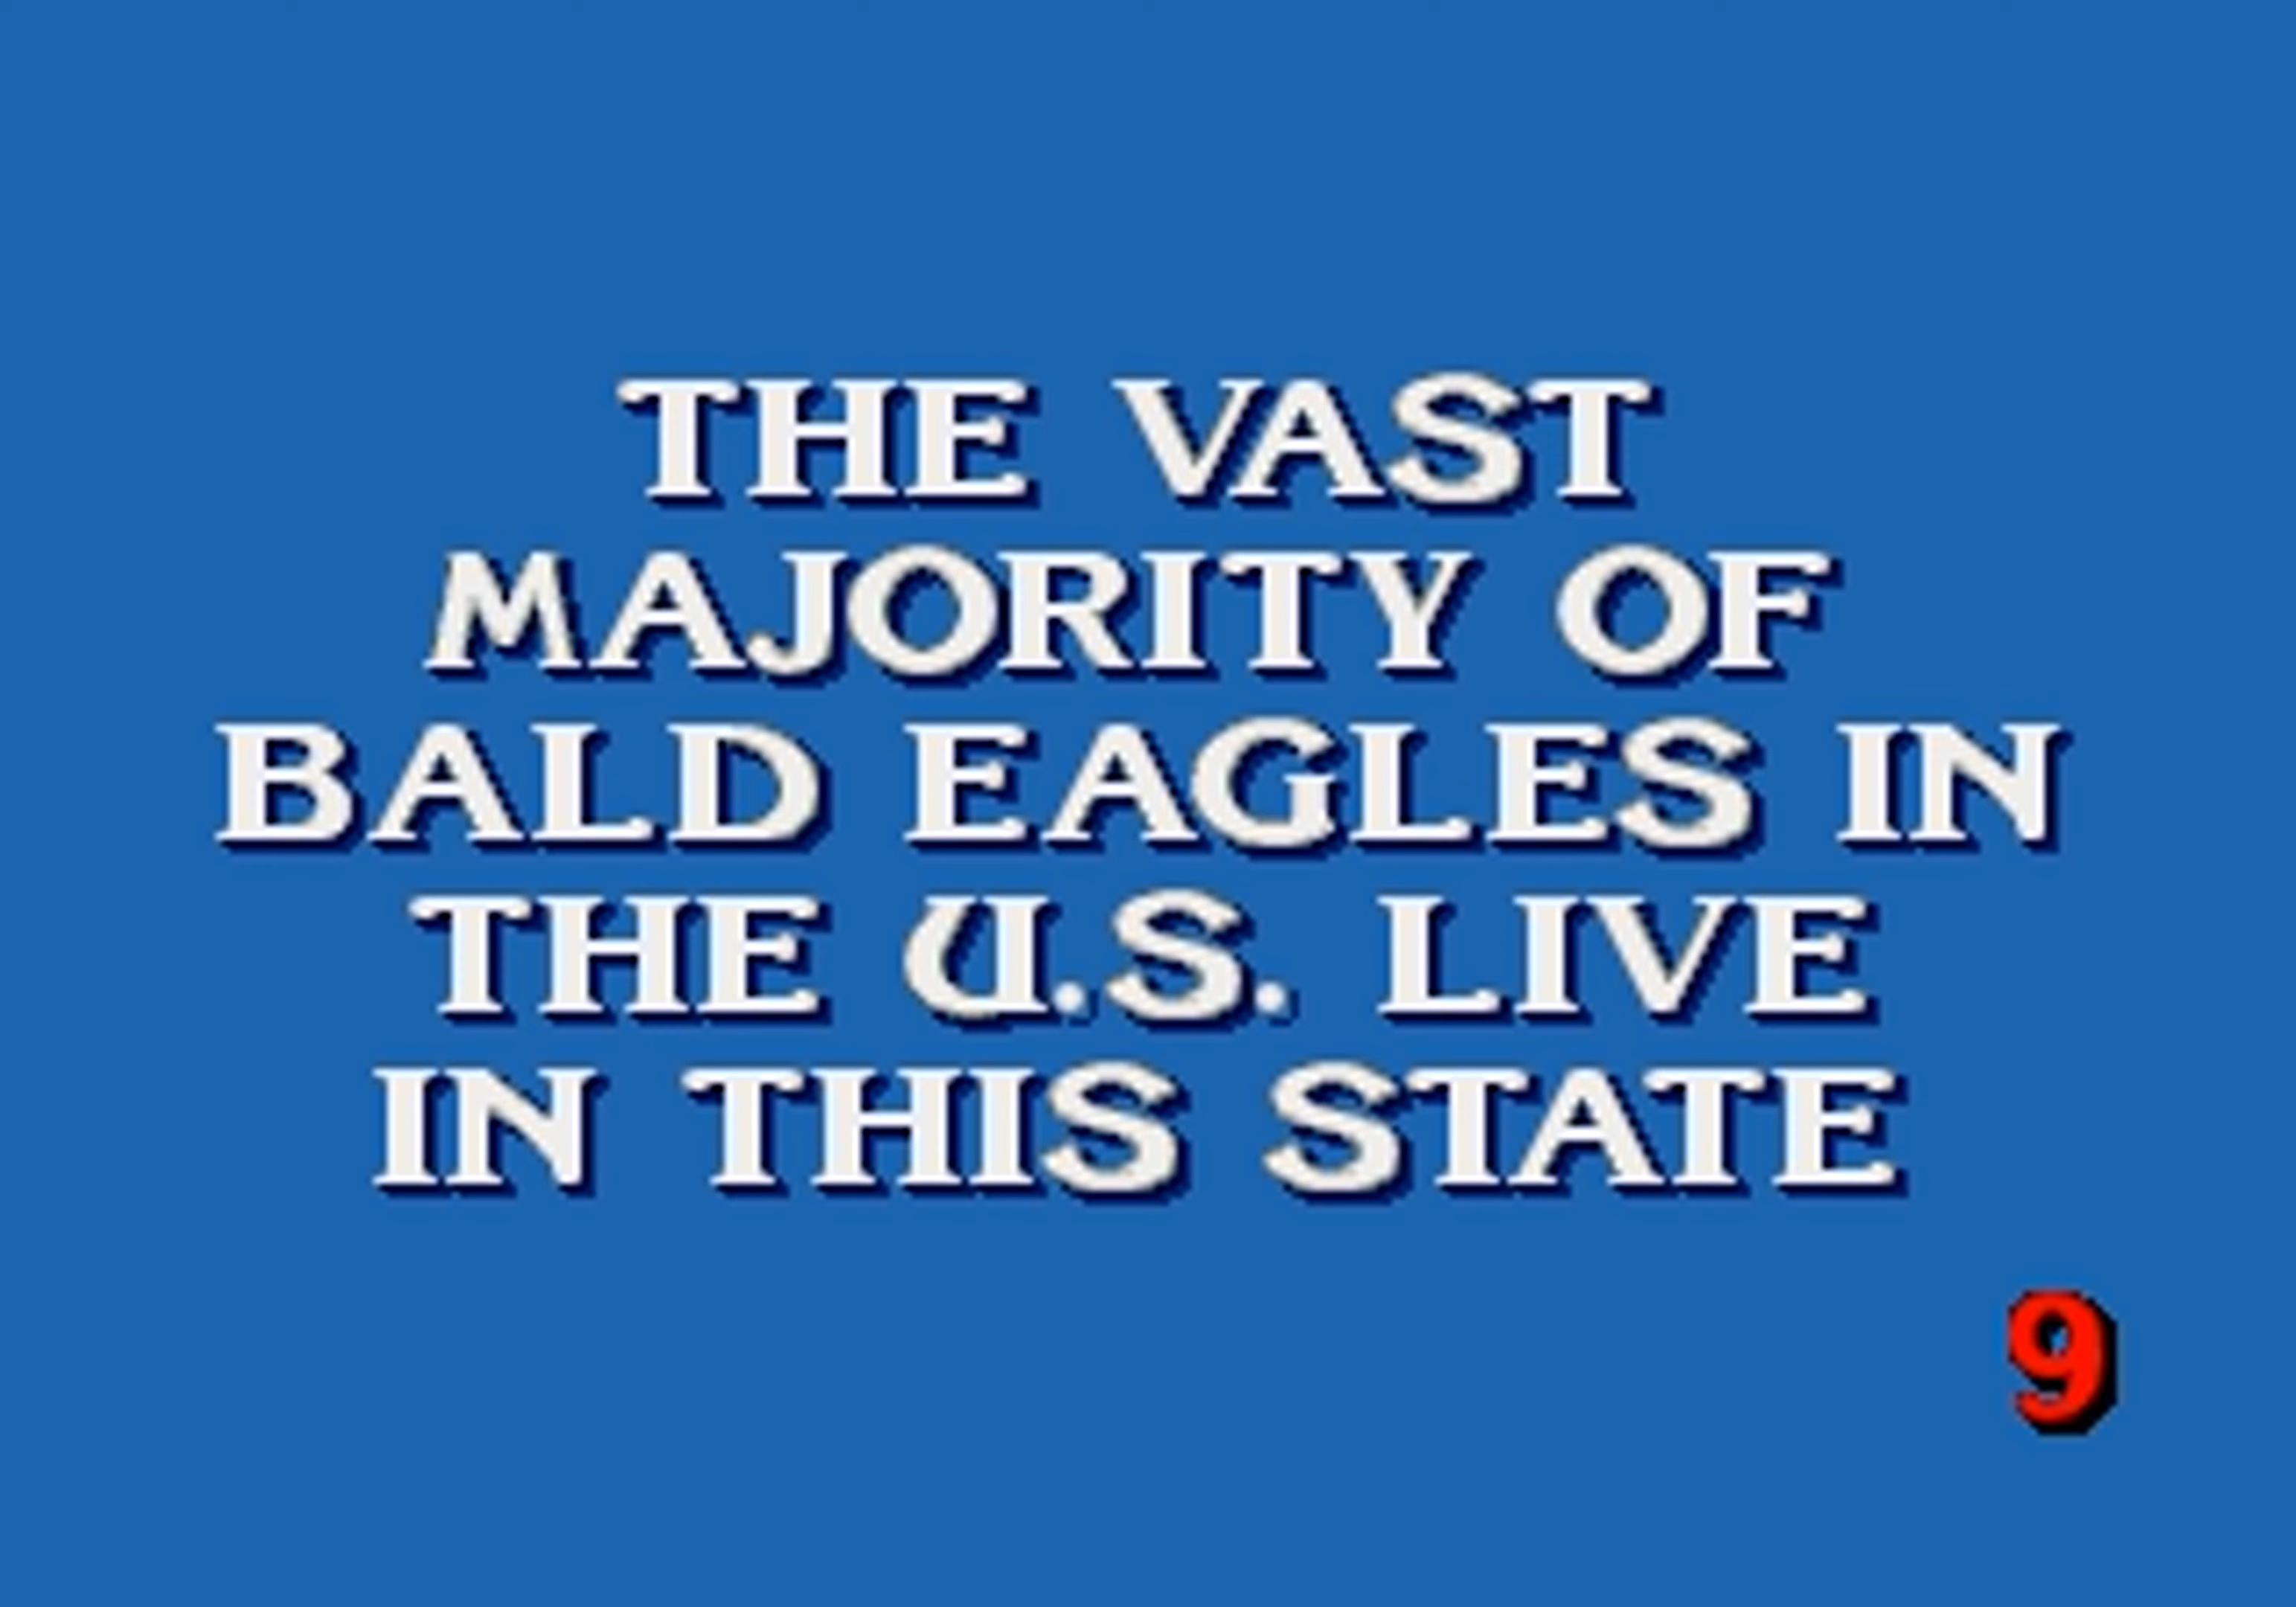 THE VAST
MAJORITY OF
BALD EAGLES IN
THE U.S. LIVE
IN THIS STATE
9